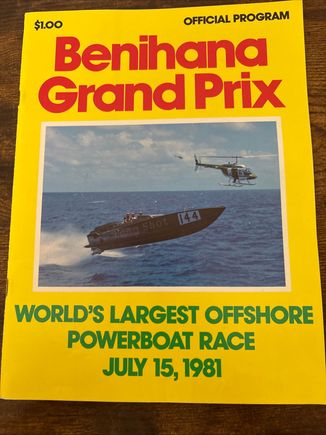 $1.00
OFFICIAL PROGRAM
Benihana
Grand Prix
144
WORLD'S LARGEST OFFSHORE
POWERBOAT RACE
JULY 15, 1981